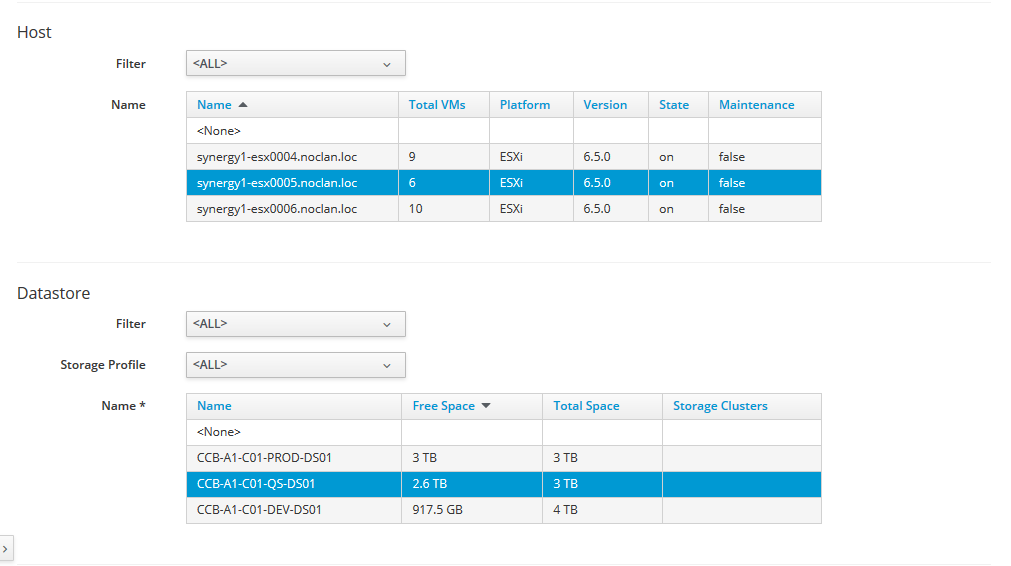 Host
Filter <ALL>
Name Name Total VMs Platform Version State Maintenance
<None>
synergy1-esx0004.noclan.loc 9 ESXi 6.5.0 on false
synergy1-esx0005.noclan.loc 6 ESXi 6.5.0 on false
synergy1-esx0006.noclan.loc 10 ESXi 6.5.0 on false
Datastore
Filter <ALL>
Storage Profile <ALL>
Name * Name Free Space Total Space Storage Clusters
<None>
CCB-A1-C01-PROD-DS01 3 TB 3 TB
CCB-A1-C01-QS-DS01 2.6 TB 3 TB
CCB-A1-C01-DEV-DS01 917.5 GB 4 TB